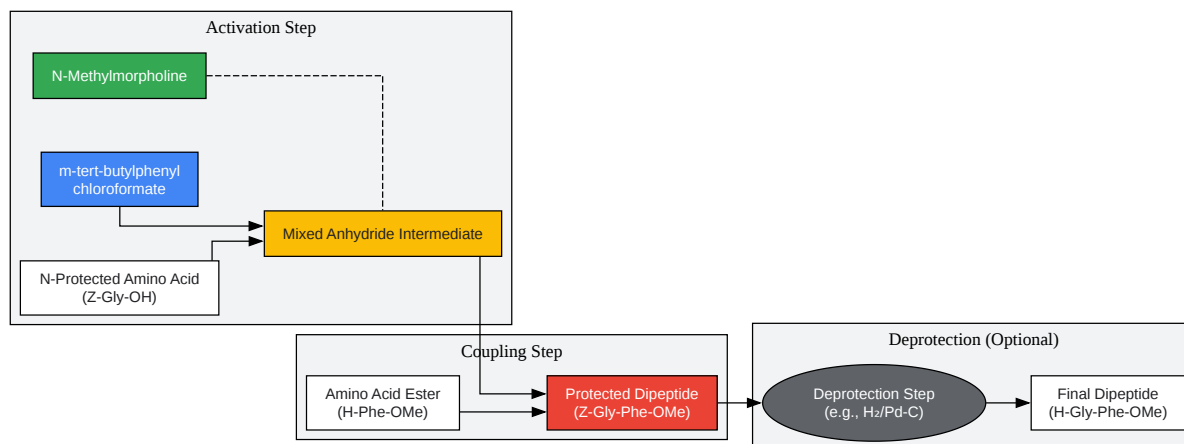 Activation Step
N-Methylmorpholine
m-tert-butylphenyl
chloroformate
Mixed Anhydride Intermediate
N-Protected Amino Acid
(Z-Gly-OH)
Coupling Step
Amino Acid Ester
(H-Phe-OMe)
Protected Dipeptide
(Z-Gly-Phe-OMe)
Deprotection (Optional)
Deprotection Step
(e.g., H₂/Pd-C)
Final Dipeptide
(H-Gly-Phe-OMe)